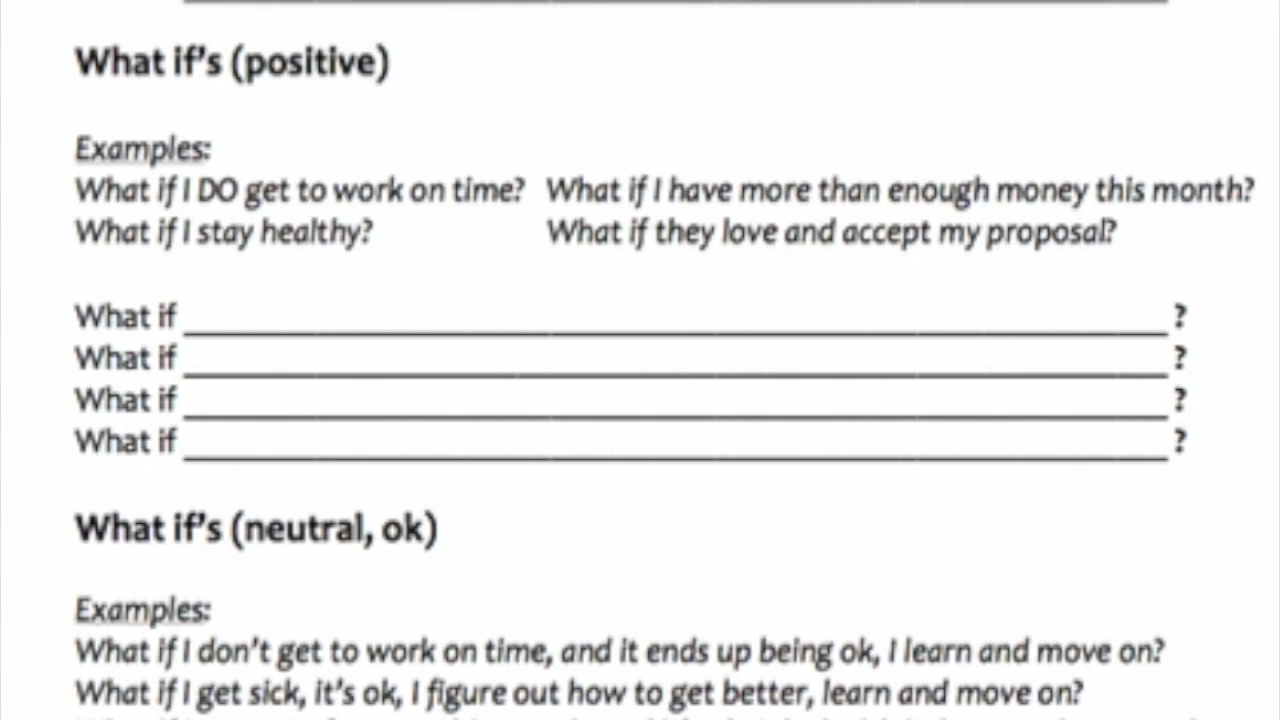 What if's (positive)
Examples:
What if I DO get to work on time? What if I have more than enough money this month?
What if I stay healthy? What if they love and accept my proposal?
What if ?
What if ?
What if ?
What if ?
What if's (neutral, ok)
Examples:
What if I don't get to work on time, and it ends up being ok, I learn and move on?
What if I get sick, it's ok, I figure out how to get better, learn and move on?